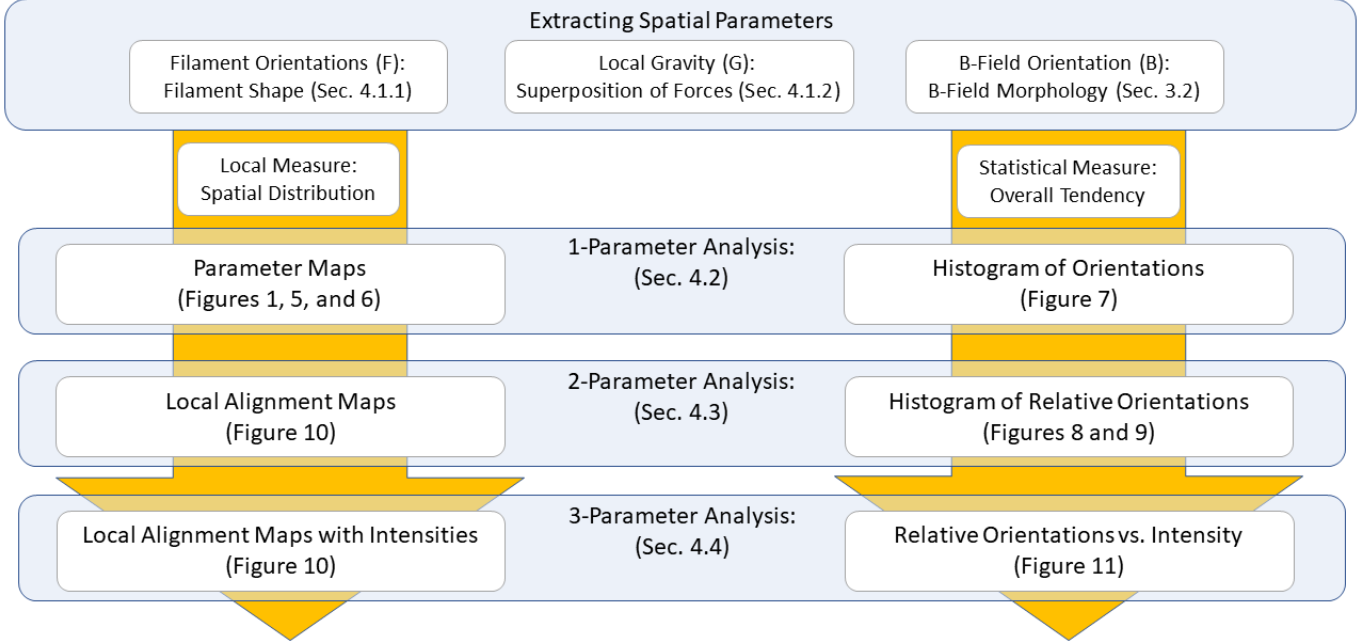 Extracting Spatial Parameters
Filament Orientations (F):
Filament Shape (Sec. 4.1.1)
Local Gravity (G):
Superposition of Forces (Sec. 4.1.2)
B-Field Orientation (B):
B-Field Morphology (Sec. 3.2)
Local Measure:
Spatial Distribution
Statistical Measure:
Overall Tendency
Parameter Maps
(Figures 1, 5, and 6)
1-Parameter Analysis:
(Sec. 4.2)
Histogram of Orientations
(Figure 7)
Local Alignment Maps
(Figure 10)
2-Parameter Analysis:
(Sec. 4.3)
Histogram of Relative Orientations
(Figures 8 and 9)
Local Alignment Maps with Intensities
(Figure 10)
3-Parameter Analysis:
(Sec. 4.4)
Relative Orientations vs. Intensity
(Figure 11)